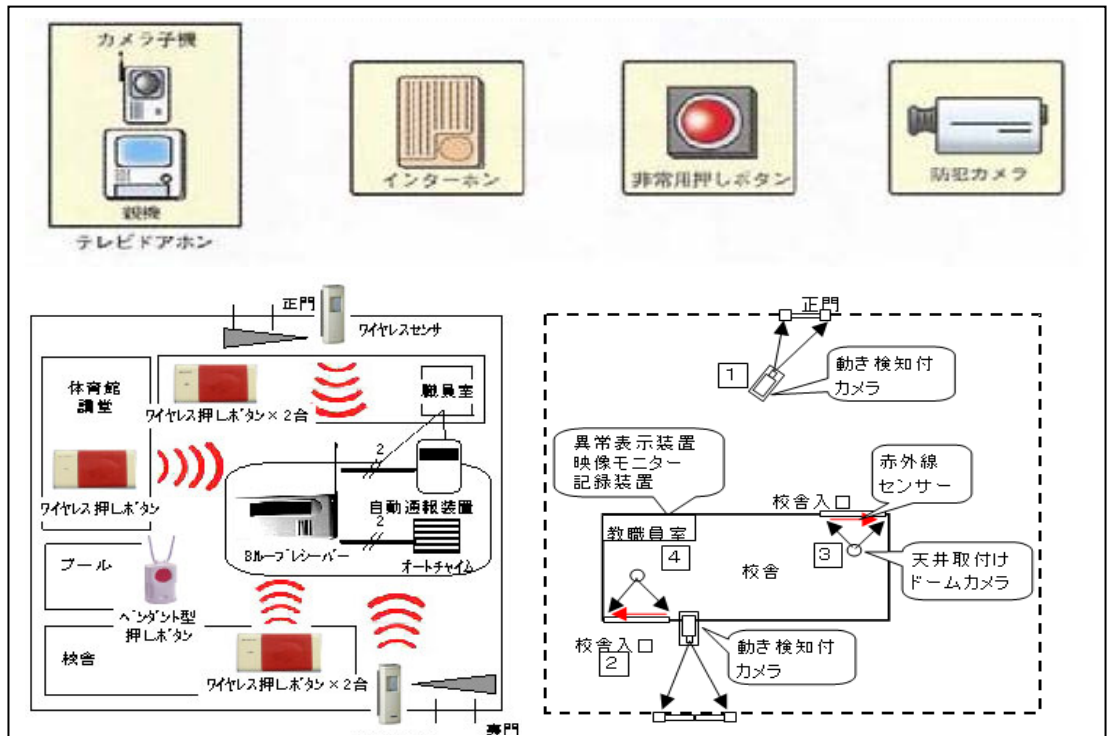 カメラ子機
親機
テレビドアホン
インターホン
非常用押しボタン
防犯カメラ
正門
ワイヤレスセンサ
体育館
講堂
ワイヤレス押しボタン×2台
職員室
ワイヤレス押しボタン
2
自動通報装置
2
8ループレシーバー
オートチャイム
プール
ペンダント型
押しボタン
校舎
ワイヤレス押しボタン×2台
裏門
正門
1
動き検知付
カメラ
異常表示装置
映像モニター
記録装置
赤外線
センサー
校舎入口
教職員室
4
3
校舎
天井取付け
ドームカメラ
校舎入口
2
動き検知付
カメラ